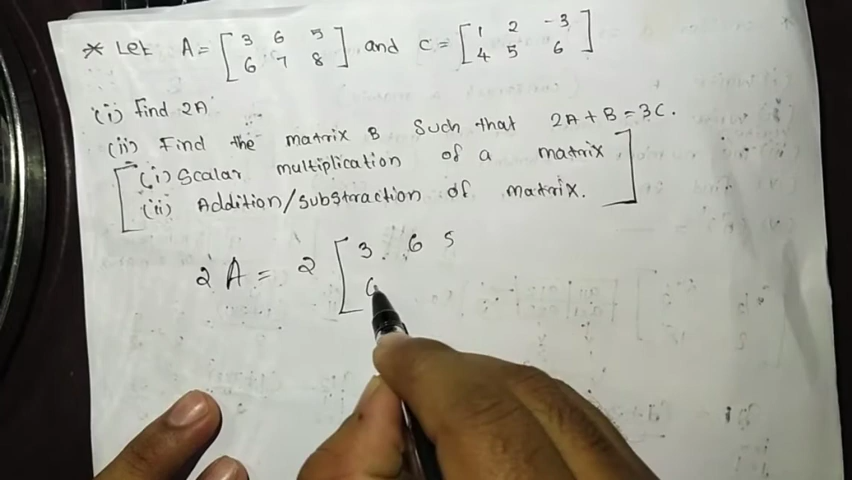 * Let A = [ 3 6 5 ] and C = [ 1 2 -3 ]
6 7 8 4 5 6
(i) Find 2A
(ii) Find the matrix B Such that 2A + B = 3C.
[ (i) Scalar multiplication of a matrix
(ii) Addition/substraction of matrix. ]
2A = 2 [ 3 6 5
6